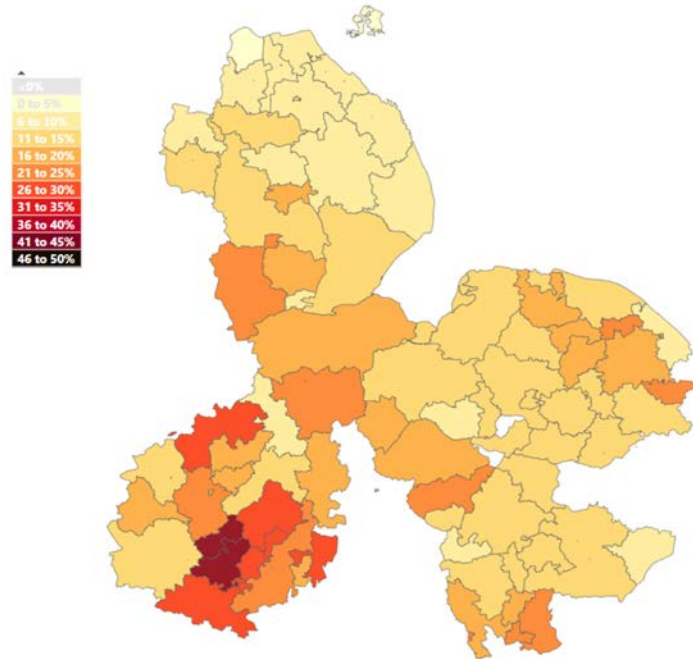 <0%
0 to 5%
6 to 10%
11 to 15%
16 to 20%
21 to 25%
26 to 30%
31 to 35%
36 to 40%
41 to 45%
46 to 50%